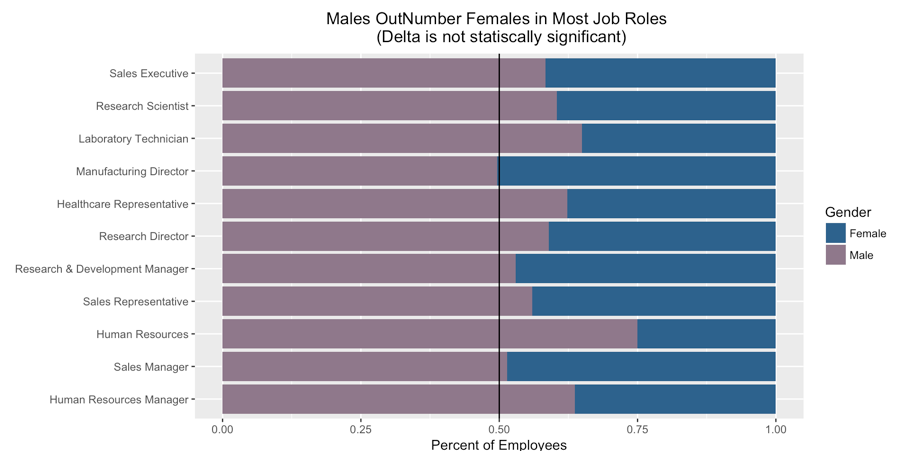 Males OutNumber Females in Most Job Roles
(Delta is not statiscally significant)
Sales Executive
Research Scientist
Laboratory Technician
Manufacturing Director
Healthcare Representative
Research Director
Research & Development Manager
Sales Representative
Human Resources
Sales Manager
Human Resources Manager
0.00 0.25 0.50 0.75 1.00
Percent of Employees
Gender
Female
Male